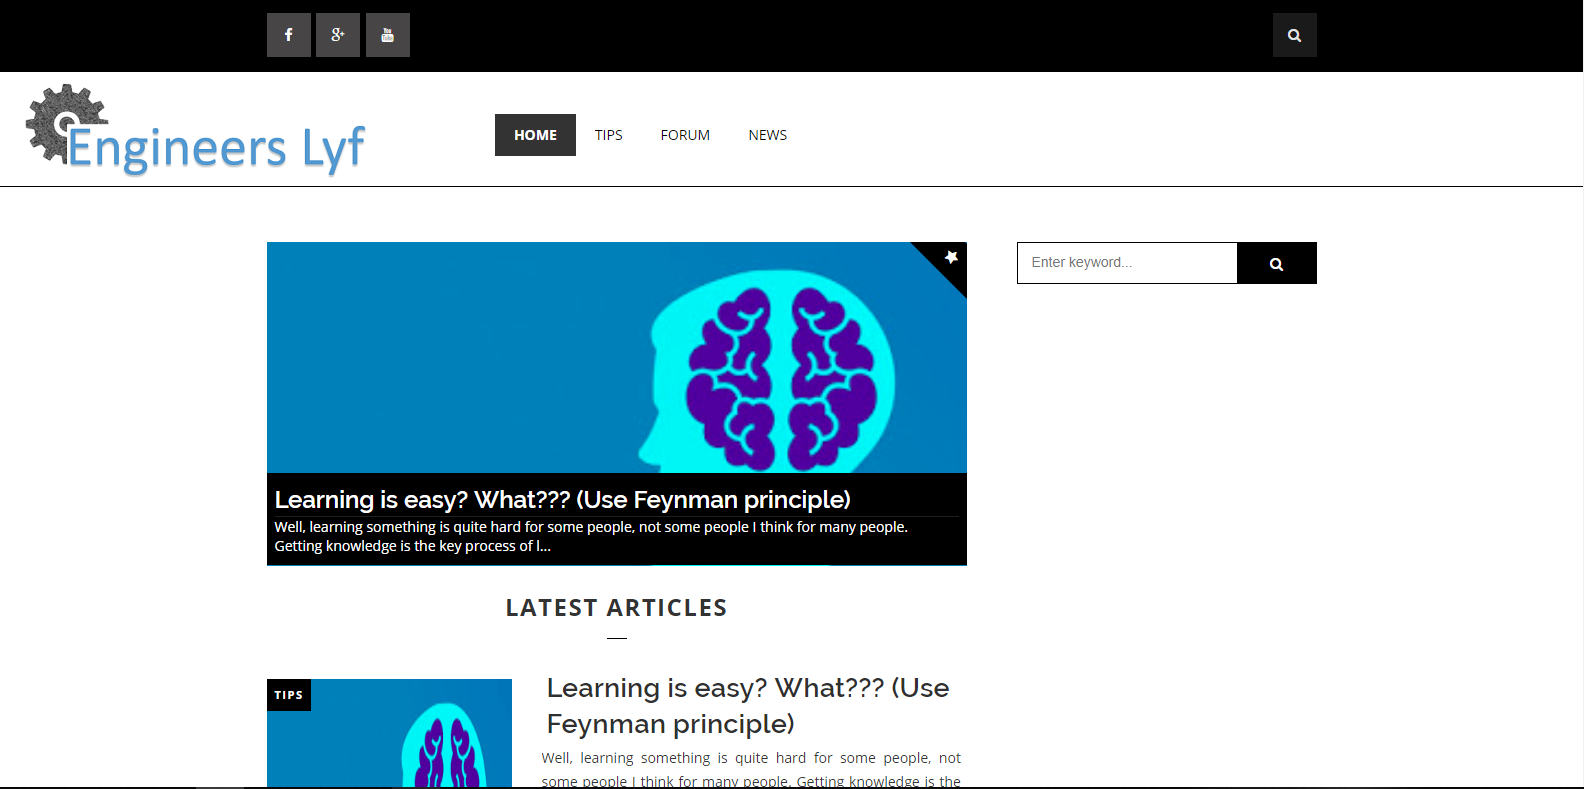 f 8+ You Tube
Engineers Lyf
HOME TIPS FORUM NEWS
Enter keyword...
Learning is easy? What??? (Use Feynman principle)
Well, learning something is quite hard for some people, not some people I think for many people.
Getting knowledge is the key process of l...
LATEST ARTICLES
TIPS
Learning is easy? What??? (Use
Feynman principle)
Well, learning something is quite hard for some people, not
some people I think for many people. Getting knowledge is the